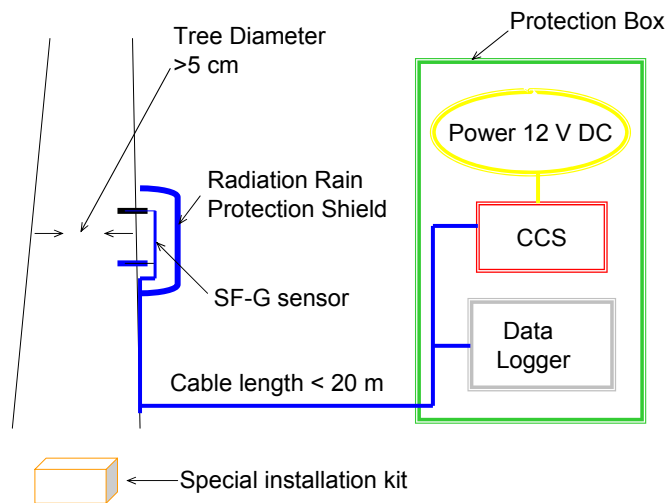 Tree Diameter
>5 cm
Protection Box
Power 12 V DC
Radiation Rain
Protection Shield
CCS
SF-G sensor
Data
Logger
Cable length < 20 m
Special installation kit